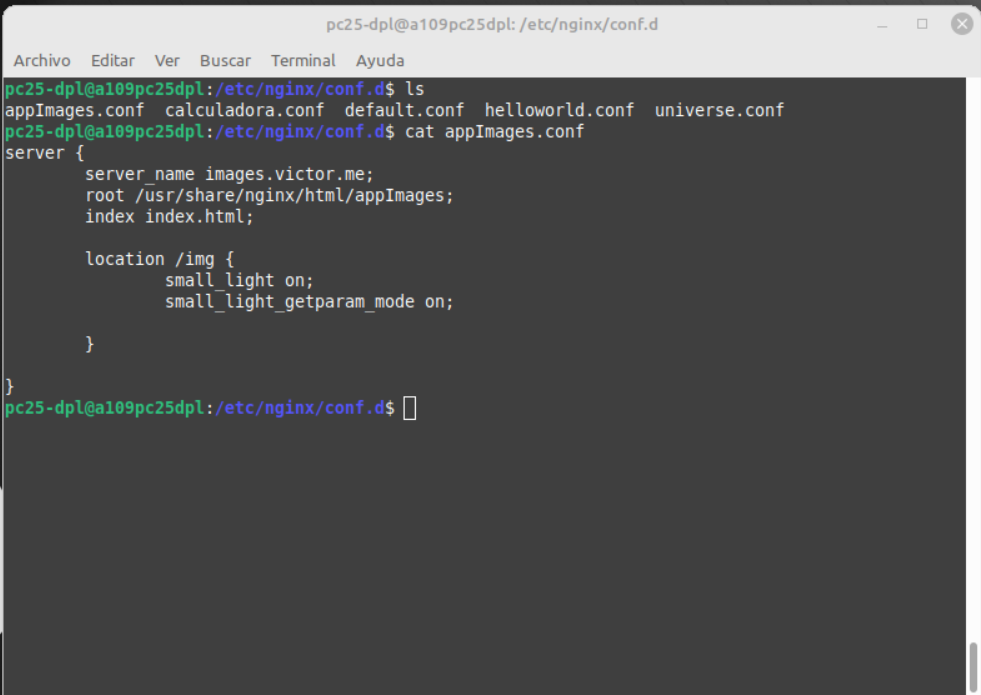 pc25-dpl@a109pc25dpl: /etc/nginx/conf.d
Archivo Editar Ver Buscar Terminal Ayuda
pc25-dpl@a109pc25dpl:/etc/nginx/conf.d$ ls
appImages.conf  calculadora.conf  default.conf  helloworld.conf  universe.conf
pc25-dpl@a109pc25dpl:/etc/nginx/conf.d$ cat appImages.conf
server {
        server_name images.victor.me;
        root /usr/share/nginx/html/appImages;
        index index.html;

        location /img {
                small_light on;
                small_light_getparam_mode on;

        }

}
pc25-dpl@a109pc25dpl:/etc/nginx/conf.d$